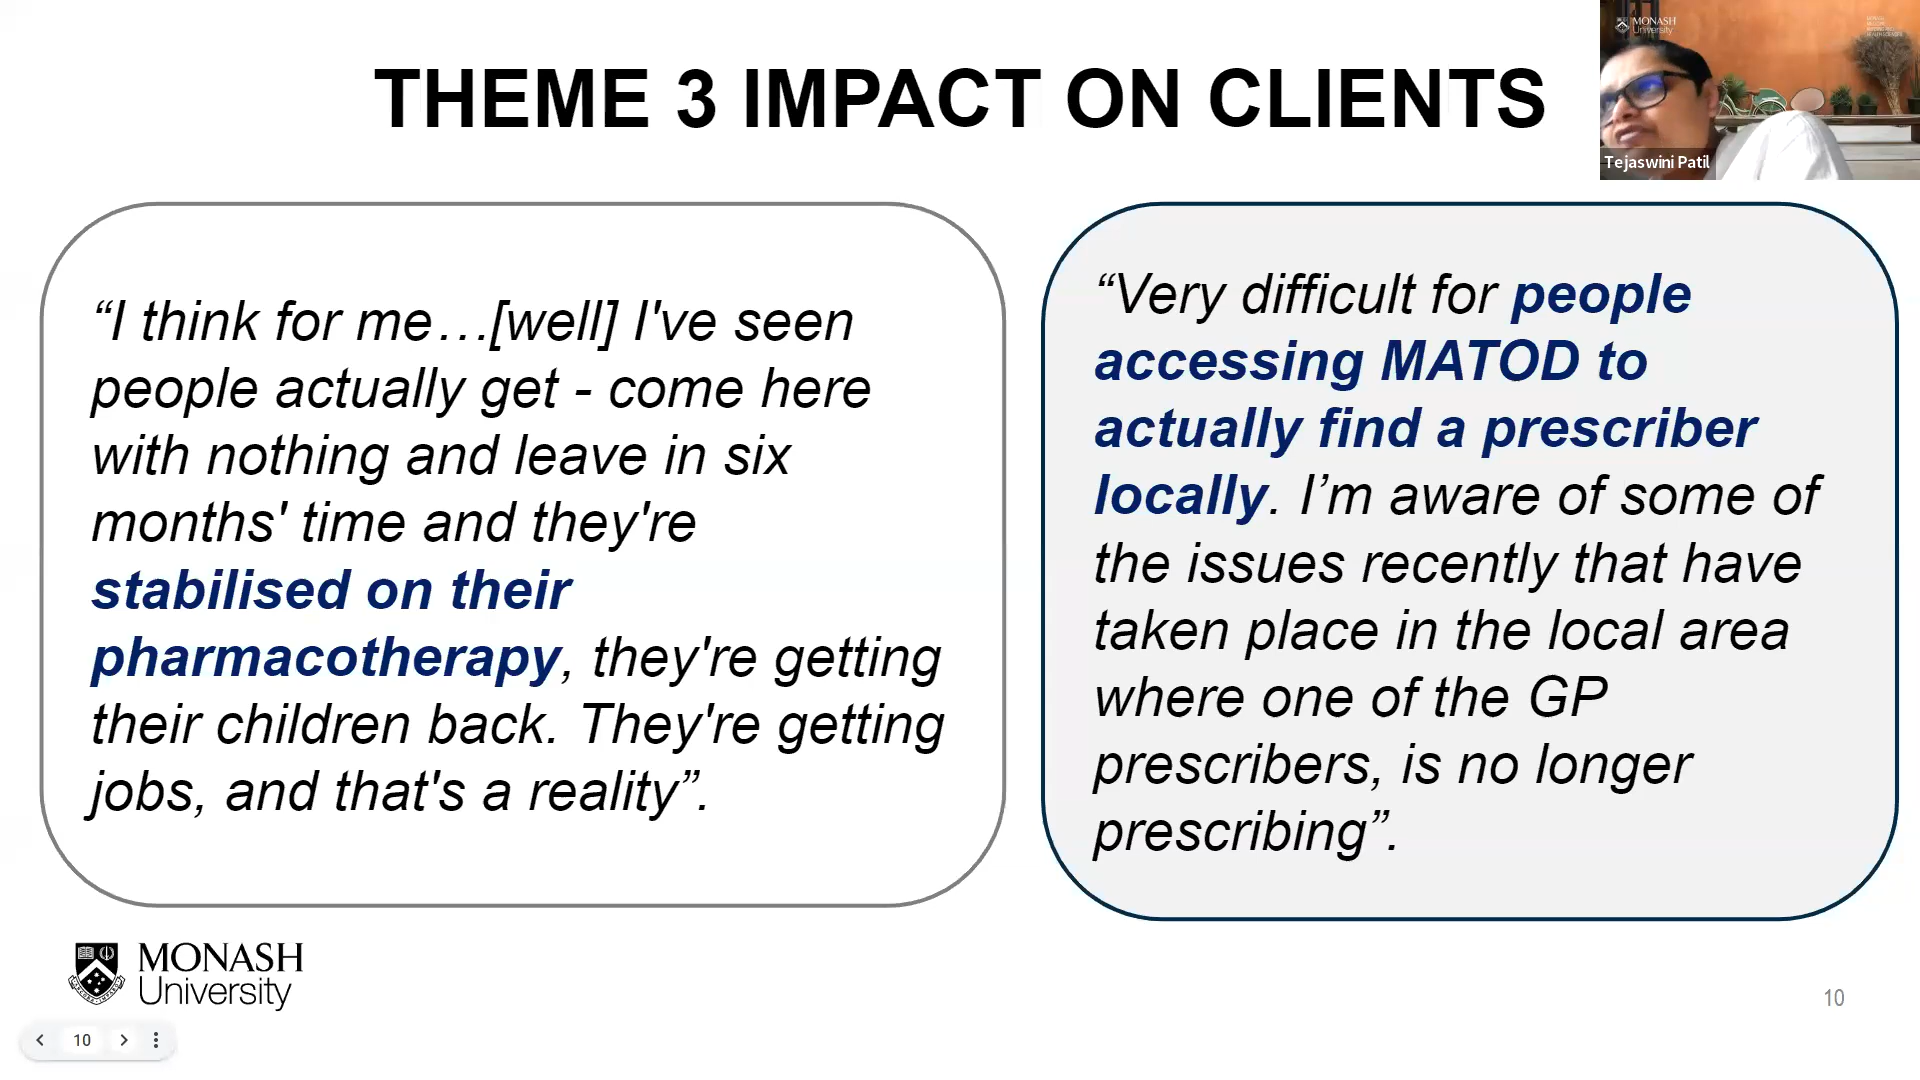 THEME 3 IMPACT ON CLIENTS
MONASH
University
Tejaswini Patil
“I think for me…[well] I've seen
people actually get - come here
with nothing and leave in six
months' time and they're
stabilised on their
pharmacotherapy, they're getting
their children back. They're getting
jobs, and that's a reality”.
“Very difficult for people
accessing MATOD to
actually find a prescriber
locally. I’m aware of some of
the issues recently that have
taken place in the local area
where one of the GP
prescribers, is no longer
prescribing”.
MONASH
University
10
10